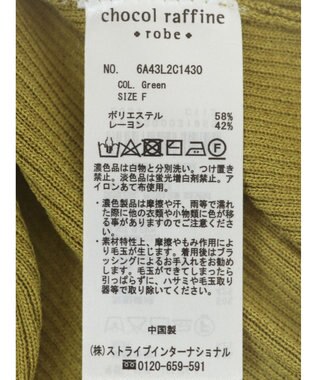 chocol raffine
robe
NO. 6A43L2C1430
COL. Green
SIZE F
ポリエステル 58%
レーヨン 42%
濃色品は白物と分別洗い。つけ置き
禁止。淡色品は蛍光増白剤禁止。ア
イロンあて布使用。
・濃色製品は摩擦や汗、雨等で濡れ
た際に他の衣類や小物類に色が移
る事がありますのでご注意ください。
・素材特性上、摩擦やもみ作用によ
り毛玉が生じます。着用後はブラ
ッシングによるお手入れをお勧め
します。毛玉ができてしまったら
引っぱらずに、ハサミや毛玉取り
器等で取り除いてください。
中国製
(株)ストライプインターナショナル
☎0120-659-591